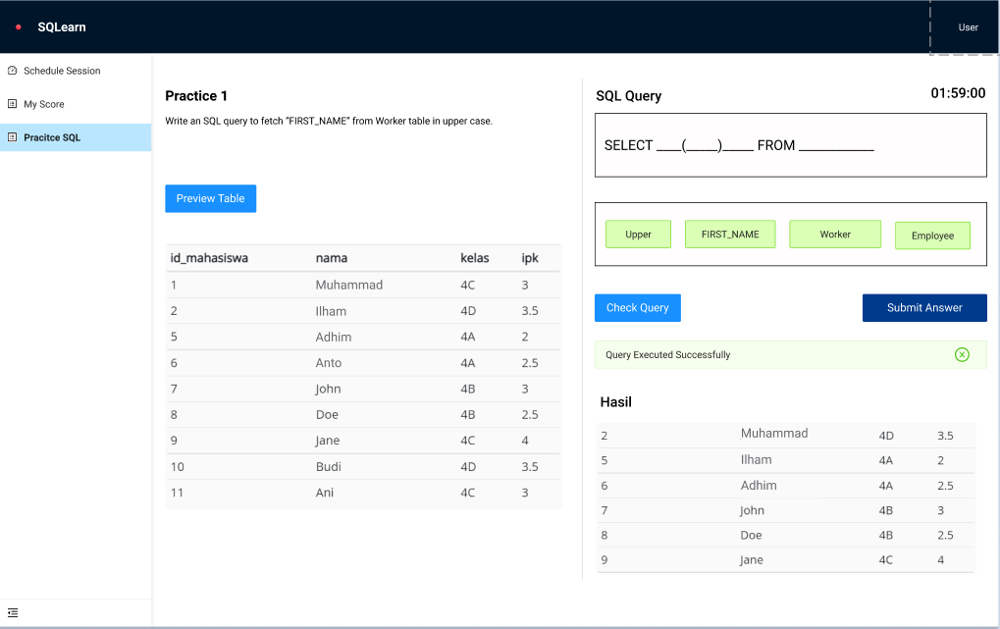 SQLearn
User
Schedule Session
My Score
Pracitce SQL
Practice 1
Write an SQL query to fetch “FIRST_NAME” from Worker table in upper case.
Preview Table
id_mahasiswa nama kelas ipk
1 Muhammad 4C 3
2 Ilham 4D 3.5
5 Adhim 4A 2
6 Anto 4A 2.5
7 John 4B 3
8 Doe 4B 2.5
9 Jane 4C 4
10 Budi 4D 3.5
11 Ani 4C 3
SQL Query 01:59:00
SELECT ___(____)____ FROM __________
Upper FIRST_NAME Worker Employee
Check Query Submit Answer
Query Executed Successfully
Hasil
2 Muhammad 4D 3.5
5 Ilham 4A 2
6 Adhim 4A 2.5
7 John 4B 3
8 Doe 4B 2.5
9 Jane 4C 4